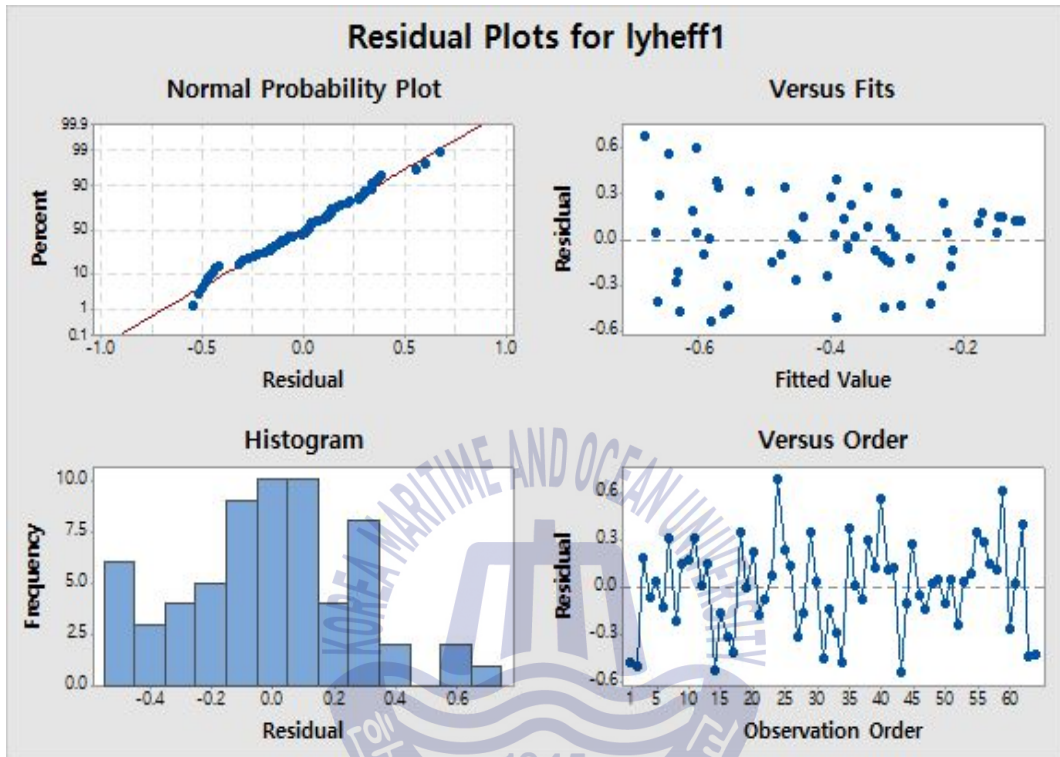 Residual Plots for lyheff1
Normal Probability Plot
99.9
99
90
50
10
1
0.1
Percent
-1.0 -0.5 0.0 0.5 1.0
Residual
Versus Fits
0.6
0.3
0.0
-0.3
-0.6
Residual
-0.6 -0.4 -0.2
Fitted Value
Histogram
10.0
7.5
5.0
2.5
0.0
Frequency
-0.4 -0.2 0.0 0.2 0.4 0.6
Residual
Versus Order
0.6
0.3
0.0
-0.3
-0.6
Residual
1 5 10 15 20 25 30 35 40 45 50 55 60
Observation Order
KOREA MARITIME AND OCEAN UNIVERSITY
1945